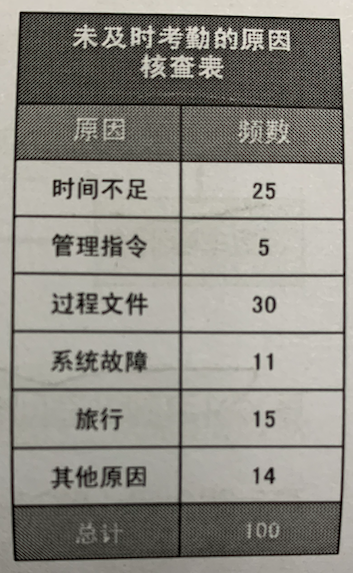 未及时考勤的原因
核查表
原因 频数
时间不足 25
管理指令 5
过程文件 30
系统故障 11
旅行 15
其他原因 14
总计 100